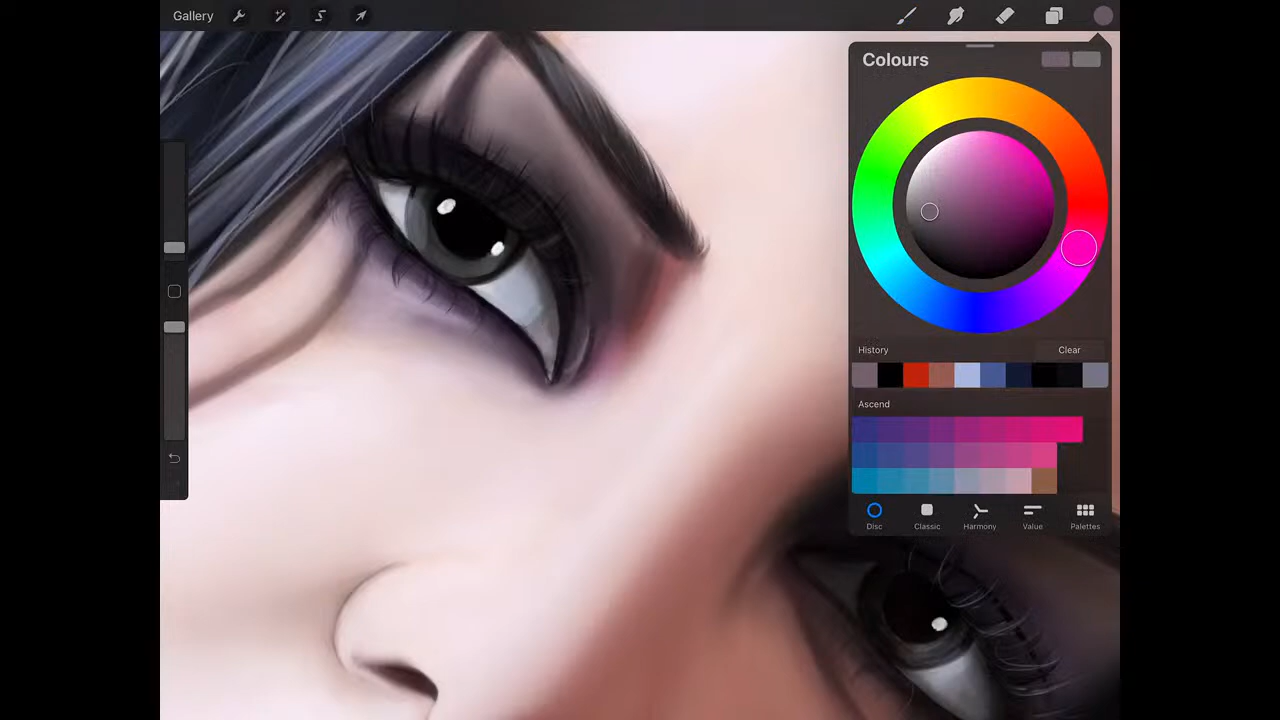 Gallery
Colours
History Clear
Ascend
Disc Classic Harmony Value Palettes